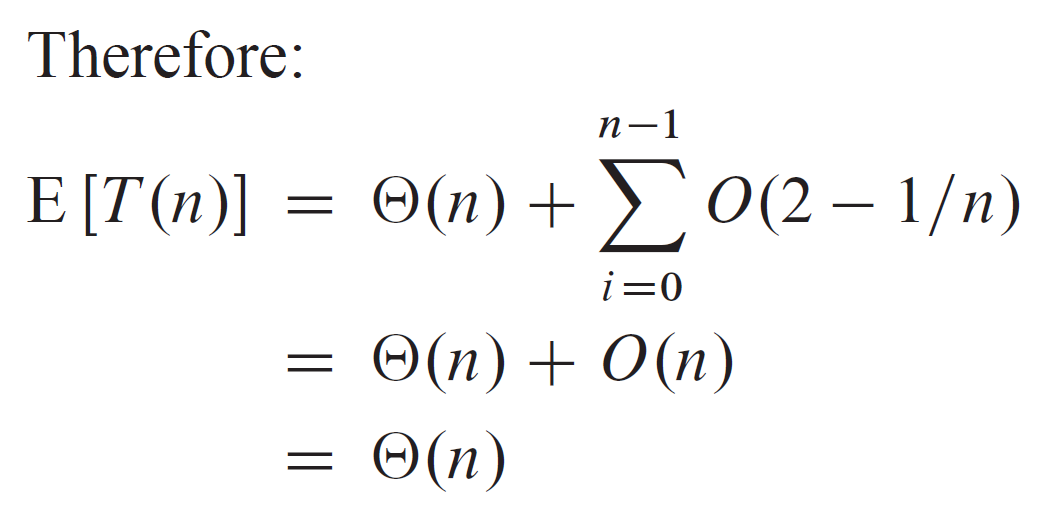 Therefore:
E [T(n)] = Θ(n) + ∑_{i=0}^{n−1} O(2 − 1/n)
= Θ(n) + O(n)
= Θ(n)